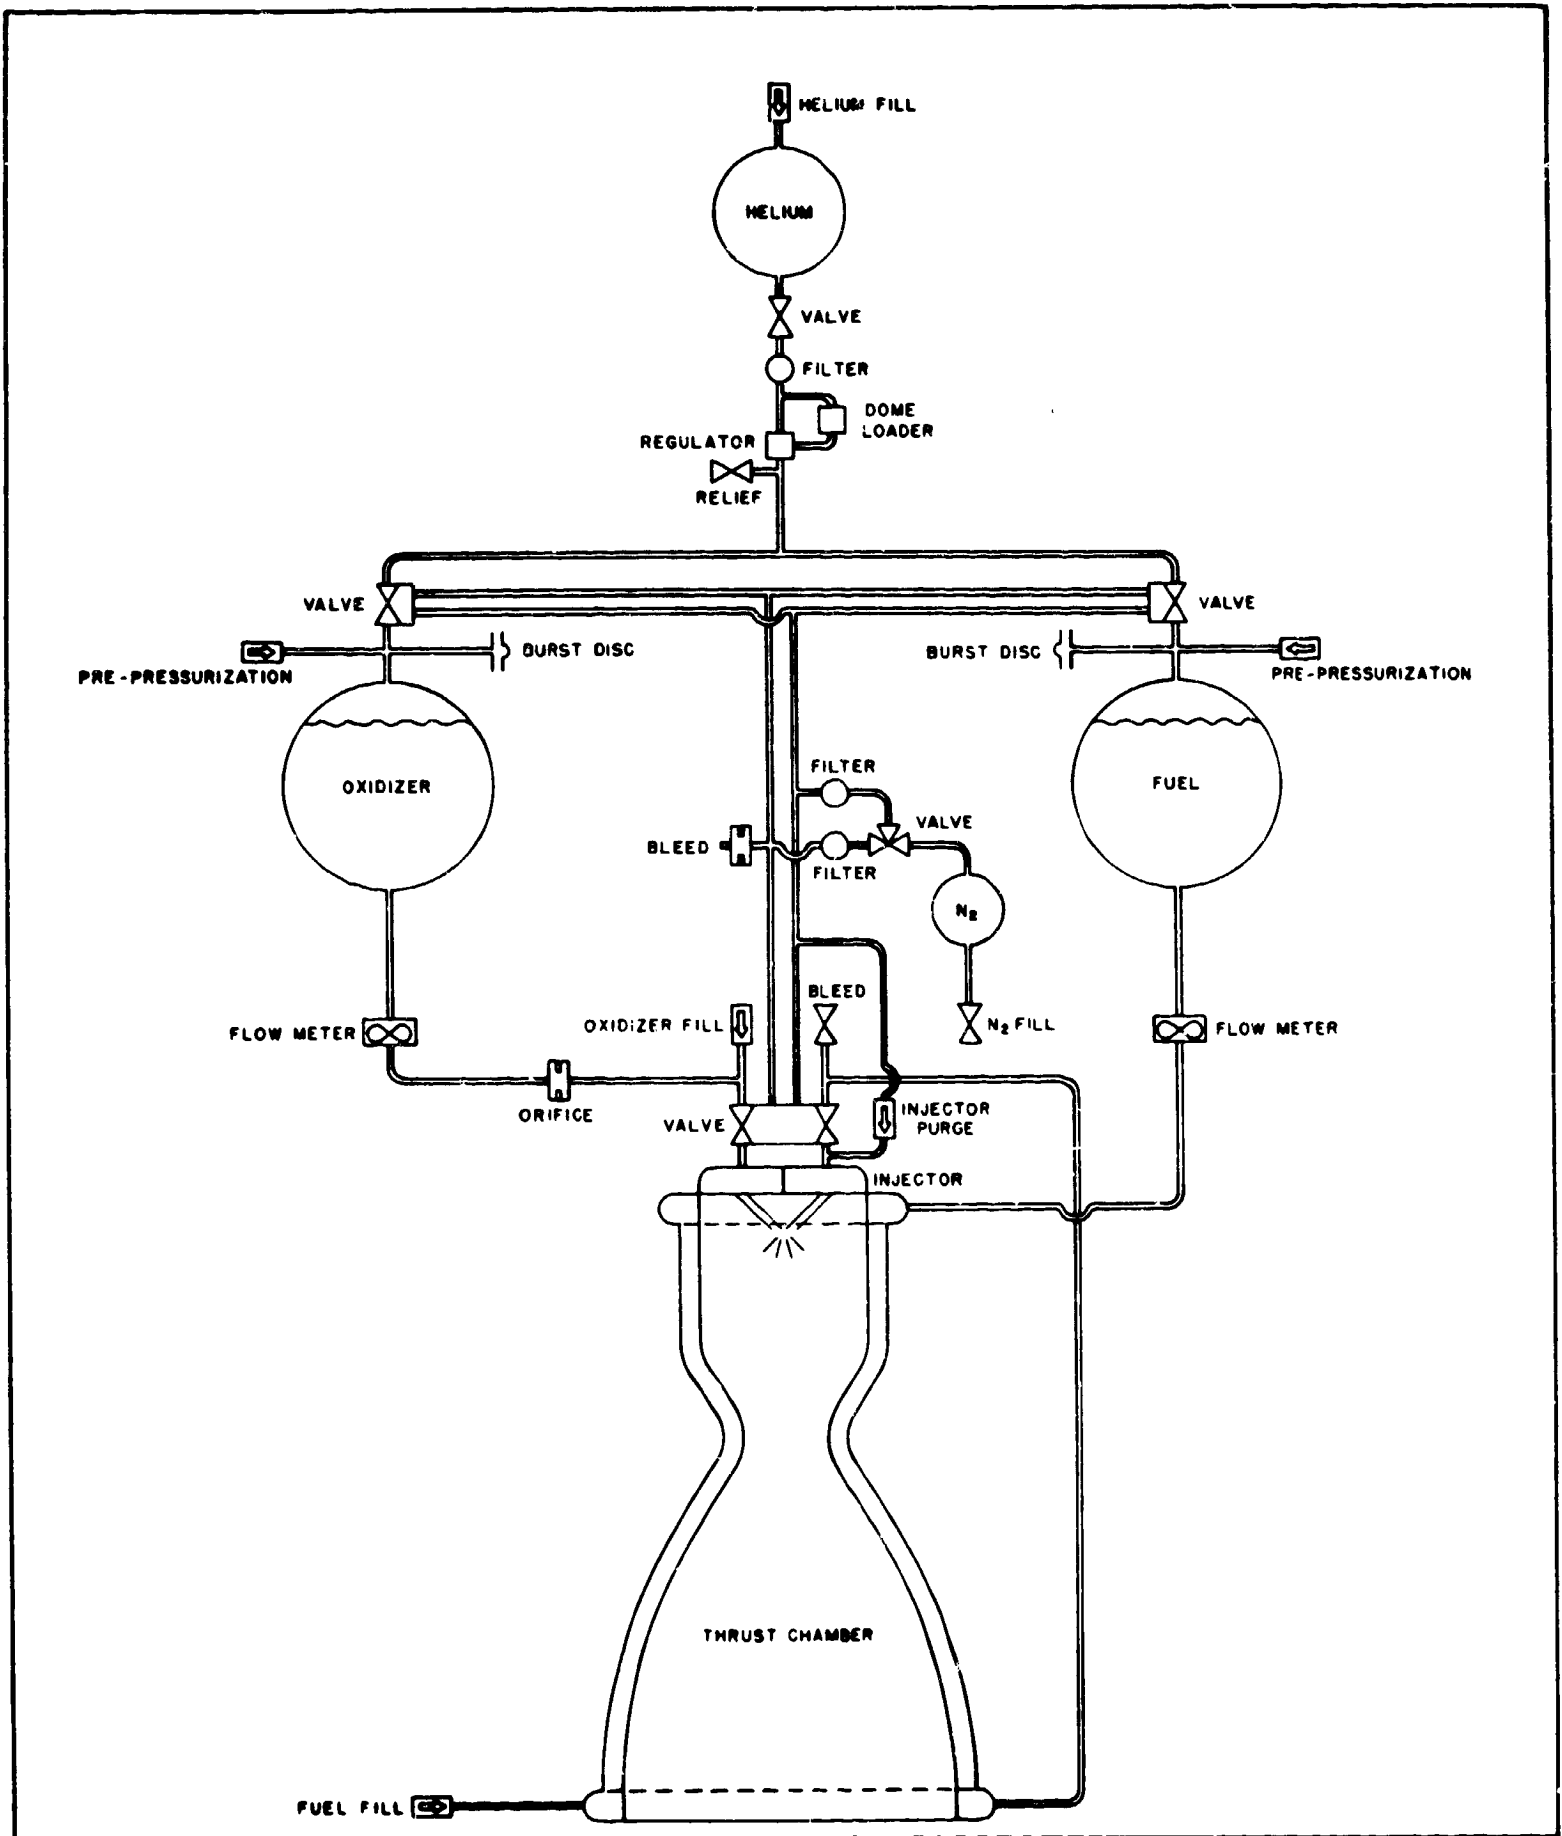 HELIUM FILL
HELIUM
VALVE
FILTER
DOME
LOADER
REGULATOR
RELIEF
VALVE
VALVE
BURST DISC
BURST DISC
PRE-PRESSURIZATION
PRE-PRESSURIZATION
FILTER
OXIDIZER
FUEL
VALVE
BLEED
FILTER
N₂
BLEED
OXIDIZER FILL
N₂ FILL
FLOW METER
FLOW METER
ORIFICE
INJECTOR
PURGE
VALVE
INJECTOR
THRUST CHAMBER
FUEL FILL